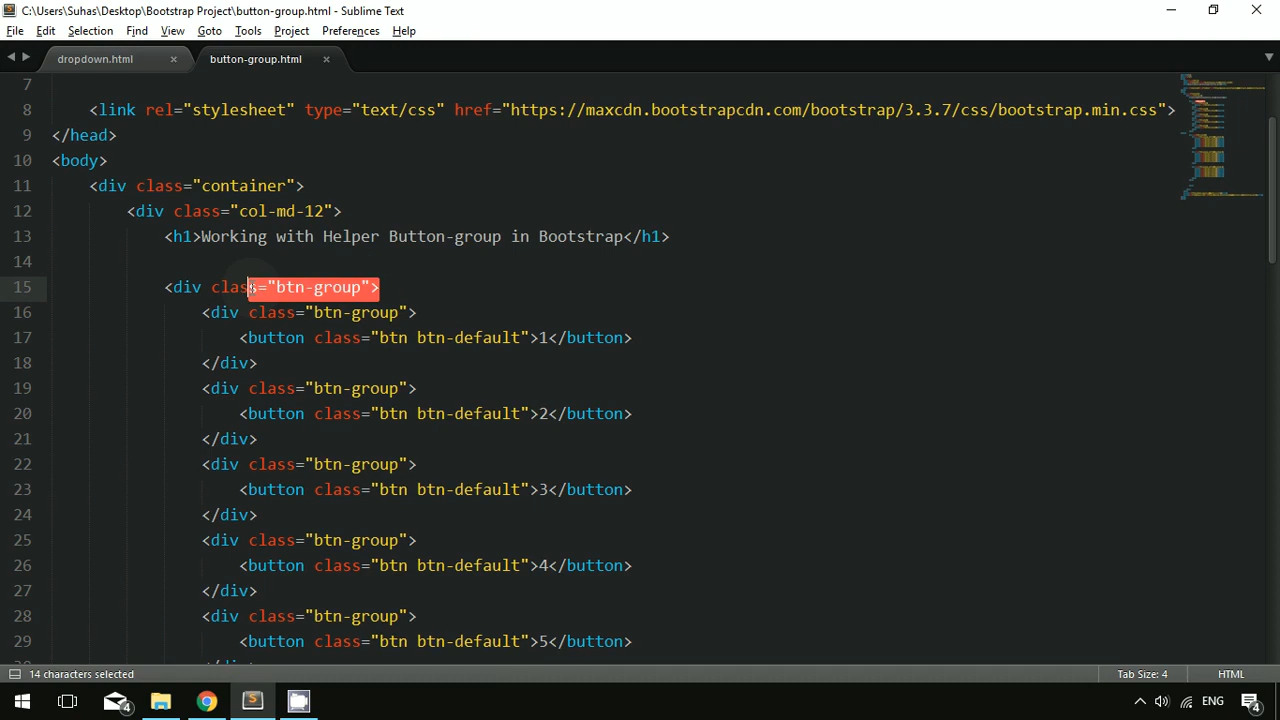 C:\Users\Suhas\Desktop\Bootstrap Project\button-group.html - Sublime Text
File Edit Selection Find View Goto Tools Project Preferences Help
dropdown.html × button-group.html ×
7
8 <link rel="stylesheet" type="text/css" href="https://maxcdn.bootstrapcdn.com/bootstrap/3.3.7/css/bootstrap.min.css">
9 </head>
10 <body>
11 <div class="container">
12 <div class="col-md-12">
13 <h1>Working with Helper Button-group in Bootstrap</h1>
14
15 <div class="btn-group">
16 <div class="btn-group">
17 <button class="btn btn-default">1</button>
18 </div>
19 <div class="btn-group">
20 <button class="btn btn-default">2</button>
21 </div>
22 <div class="btn-group">
23 <button class="btn btn-default">3</button>
24 </div>
25 <div class="btn-group">
26 <button class="btn btn-default">4</button>
27 </div>
28 <div class="btn-group">
29 <button class="btn btn-default">5</button>
14 characters selected Tab Size: 4 HTML
4 S ENG 4